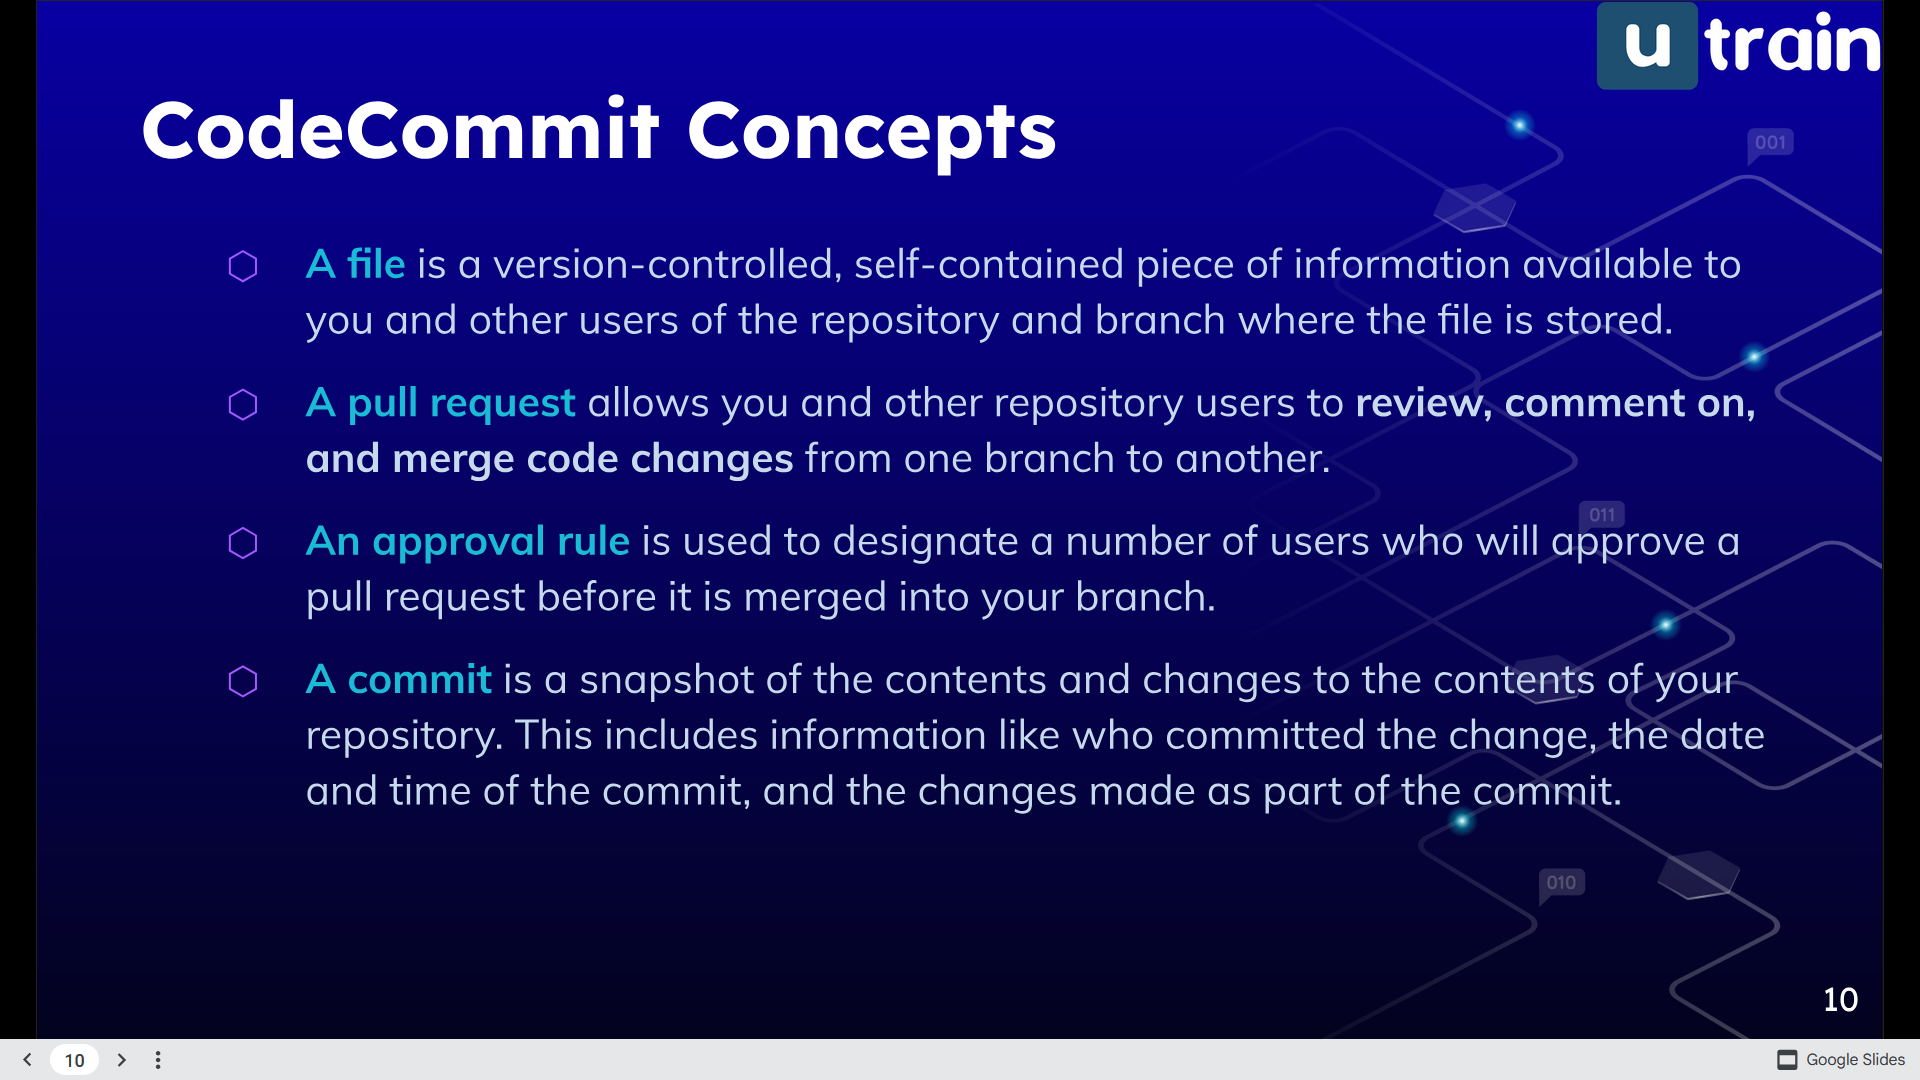 u train
CodeCommit Concepts
001
A file is a version-controlled, self-contained piece of information available to
you and other users of the repository and branch where the file is stored.
A pull request allows you and other repository users to review, comment on,
and merge code changes from one branch to another.
011
An approval rule is used to designate a number of users who will approve a
pull request before it is merged into your branch.
A commit is a snapshot of the contents and changes to the contents of your
repository. This includes information like who committed the change, the date
and time of the commit, and the changes made as part of the commit.
010
10
10
Google Slides